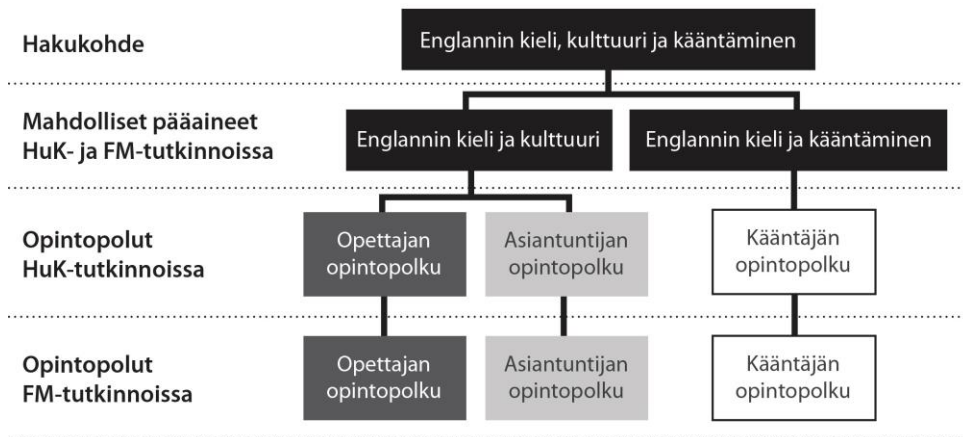 Hakukohde
Englannin kieli, kulttuuri ja kääntäminen
Mahdolliset pääaineet
HuK- ja FM-tutkinnoissa
Englannin kieli ja kulttuuri
Englannin kieli ja kääntäminen
Opintopolut
HuK-tutkinnoissa
Opettajan
opintopolku
Asiantuntijan
opintopolku
Kääntäjän
opintopolku
Opintopolut
FM-tutkinnoissa
Opettajan
opintopolku
Asiantuntijan
opintopolku
Kääntäjän
opintopolku